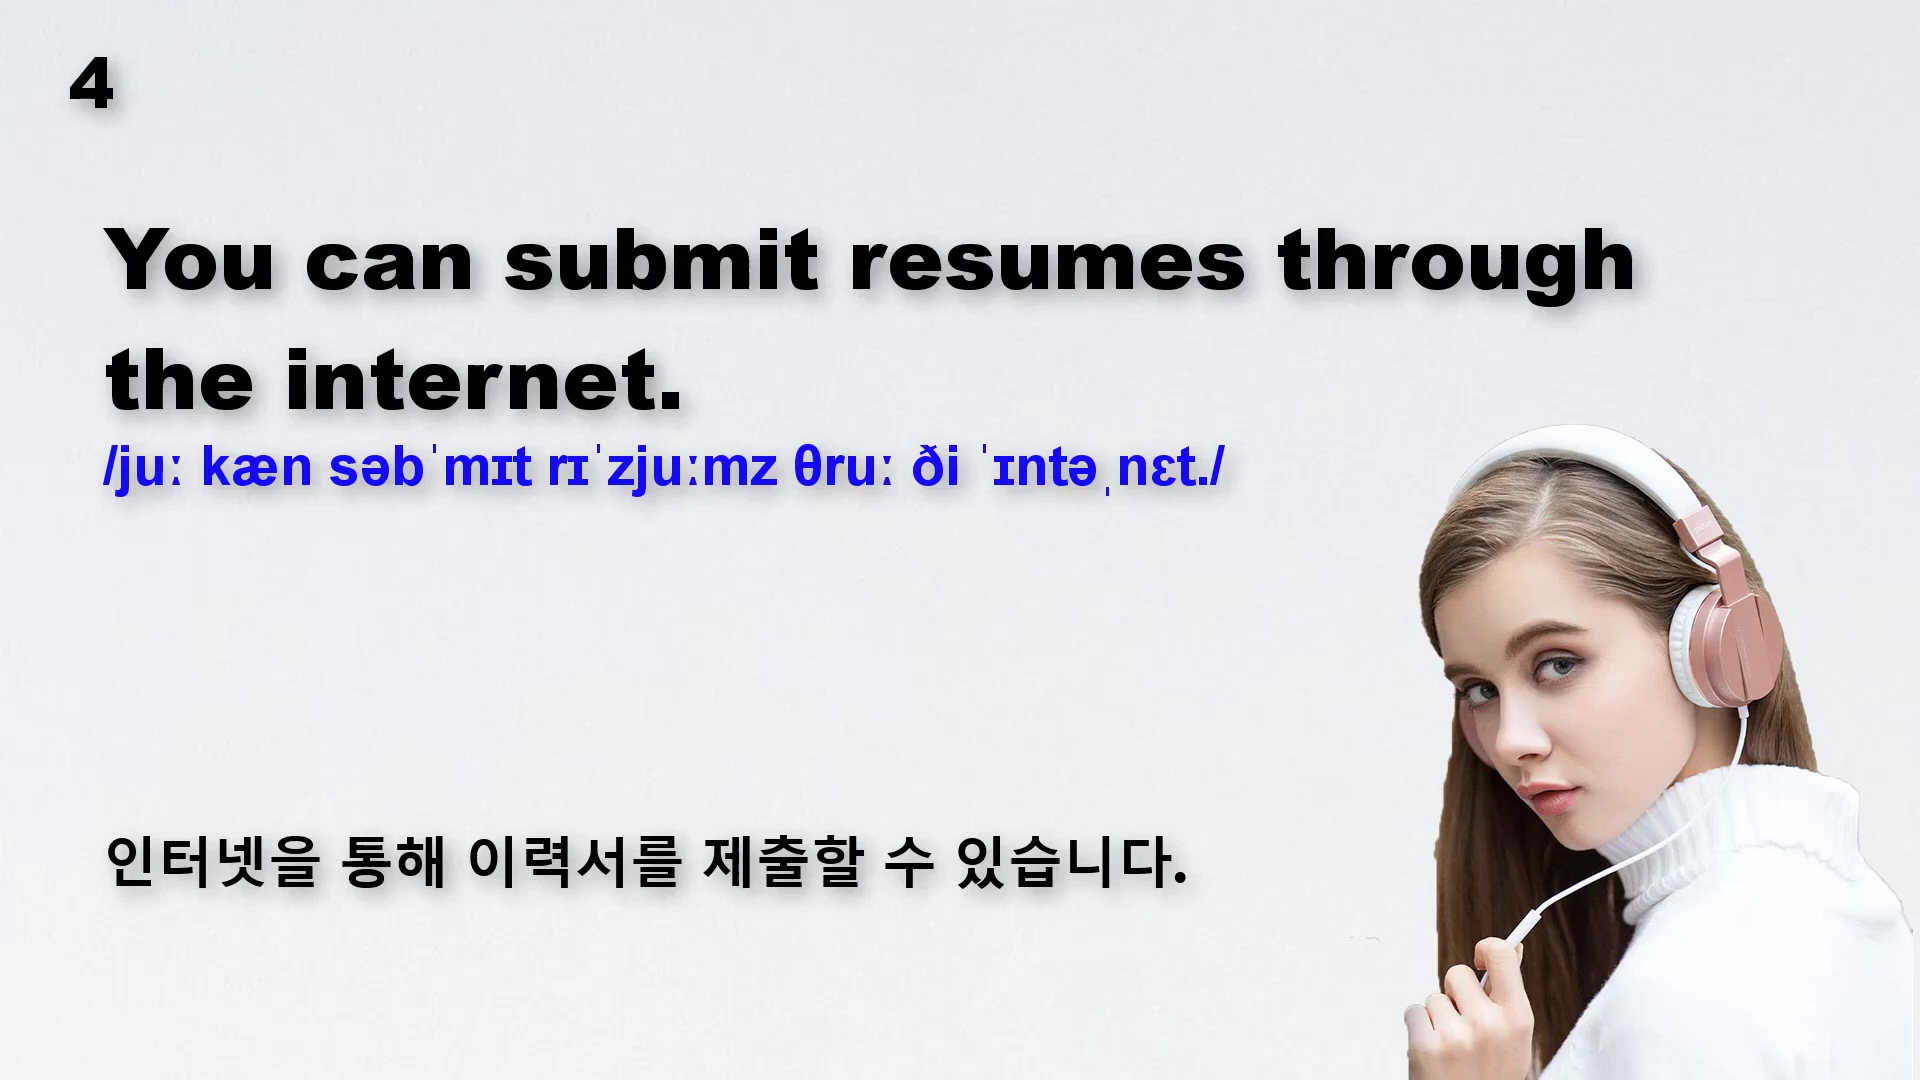 4
You can submit resumes through
the internet.
/juː kæn səbˈmɪt rɪˈzjuːmz θruː ði ˈɪntəˌnɛt./
인터넷을 통해 이력서를 제출할 수 있습니다.